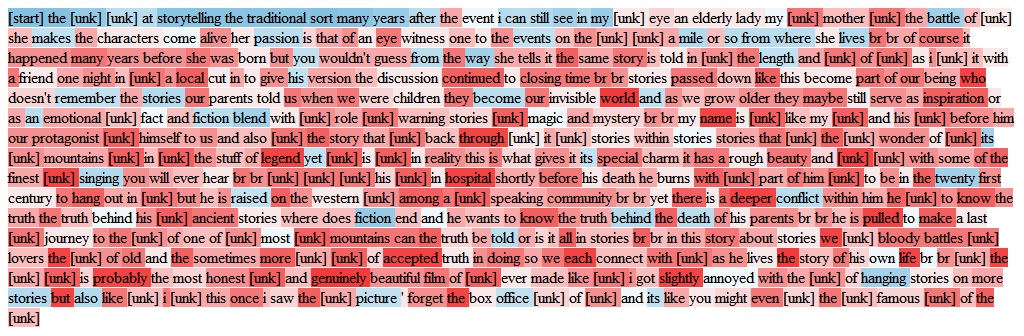 [start] the [unk] [unk] at storytelling the traditional sort many years after the event i can still see in my [unk] eye an elderly lady my [unk] mother [unk] the battle of [unk]
she makes the characters come alive her passion is that of an eye witness one to the events on the [unk] [unk] a mile or so from where she lives br br of course it
happened many years before she was born but you wouldn't guess from the way she tells it the same story is told in [unk] the length and [unk] of [unk] as i [unk] it with
a friend one night in [unk] a local cut in to give his version the discussion continued to closing time br br stories passed down like this become part of our being who
doesn't remember the stories our parents told us when we were children they become our invisible world and as we grow older they maybe still serve as inspiration or
as an emotional [unk] fact and fiction blend with [unk] role [unk] warning stories [unk] magic and mystery br br my name is [unk] like my [unk] and his [unk] before him
our protagonist [unk] himself to us and also [unk] the story that [unk] back through [unk] it [unk] stories within stories stories that [unk] the [unk] wonder of [unk] its
[unk] mountains [unk] in [unk] the stuff of legend yet [unk] is [unk] in reality this is what gives it its special charm it has a rough beauty and [unk] [unk] with some of the
finest [unk] singing you will ever hear br br [unk] [unk] [unk] his [unk] in hospital shortly before his death he burns with [unk] part of him [unk] to be in the twenty first
century to hang out in [unk] but he is raised on the western [unk] among a [unk] speaking community br br yet there is a deeper conflict within him he [unk] to know the
truth the truth behind his [unk] ancient stories where does fiction end and he wants to know the truth behind the death of his parents br br he is pulled to make a last
[unk] journey to the [unk] of one of [unk] most [unk] mountains can the truth be told or is it all in stories br br in this story about stories we [unk] bloody battles [unk]
lovers the [unk] of old and the sometimes more [unk] [unk] of accepted truth in doing so we each connect with [unk] as he lives the story of his own life br br [unk] the
[unk] [unk] is probably the most honest [unk] and genuinely beautiful film of [unk] ever made like [unk] i got slightly annoyed with the [unk] of hanging stories on more
stories but also like [unk] i [unk] this once i saw the [unk] picture ' forget the box office [unk] of [unk] and its like you might even [unk] the [unk] famous [unk] of the
[unk]